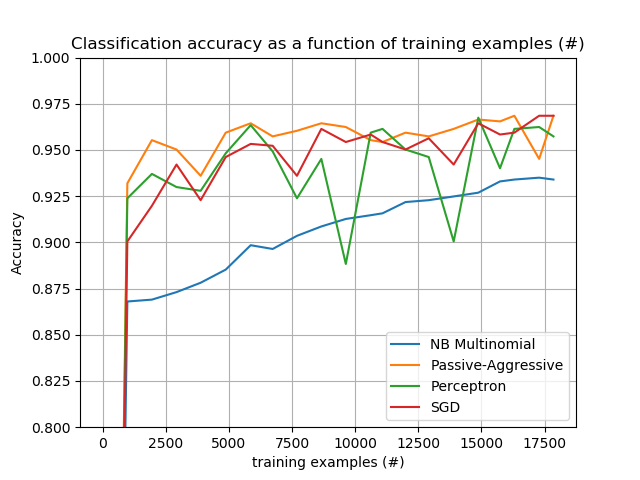 Classification accuracy as a function of training examples (#)
1.000
0.975
0.950
0.925
0.900
0.875
0.850
0.825
0.800
Accuracy
NB Multinomial
Passive-Aggressive
Perceptron
SGD
0 2500 5000 7500 10000 12500 15000 17500
training examples (#)